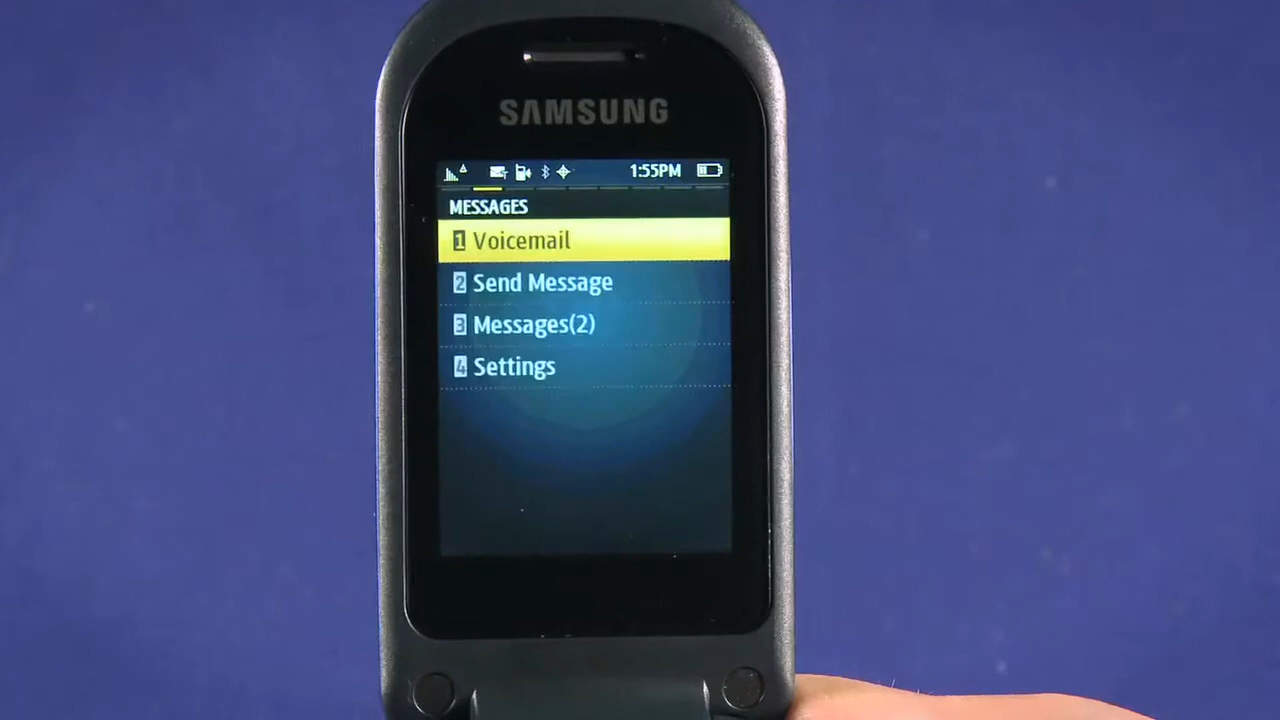 SAMSUNG
1:55PM
MESSAGES
1 Voicemail
2 Send Message
3 Messages(2)
4 Settings